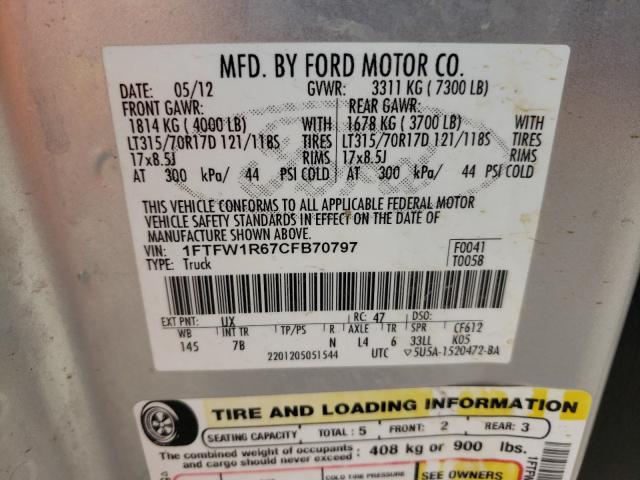 MFD. BY FORD MOTOR CO.
DATE: 05/12 GVWR: 3311 KG ( 7300 LB)
FRONT GAWR: REAR GAWR:
1814 KG ( 4000 LB) WITH 1678 KG ( 3700 LB) WITH
LT315/70R17D 121/118S TIRES LT315/70R17D 121/118S TIRES
17x8.5J RIMS 17x8.5J RIMS
AT 300 kPa/ 44 PSI COLD AT 300 kPa/ 44 PSI COLD
THIS VEHICLE CONFORMS TO ALL APPLICABLE FEDERAL MOTOR
VEHICLE SAFETY STANDARDS IN EFFECT ON THE DATE OF
MANUFACTURE SHOWN ABOVE.
VIN: 1FTFW1R67CFB70797 F0041
TYPE: Truck T0058
EXT PNT: UX RC: 47 DSO:
WB INT TR TP/PS R AXLE TR SPR CF612
145 7B N L4 6 33LL K05
2201205051544 UTC ▽5U5A-1520472-BA
TIRE AND LOADING INFORMATION
SEATING CAPACITY TOTAL : 5 FRONT: 2 REAR: 3
The combined weight of occupants and cargo should never exceed : 408 kg or 900 lbs.
COLD TIRE PRESSURE SEE OWNERS